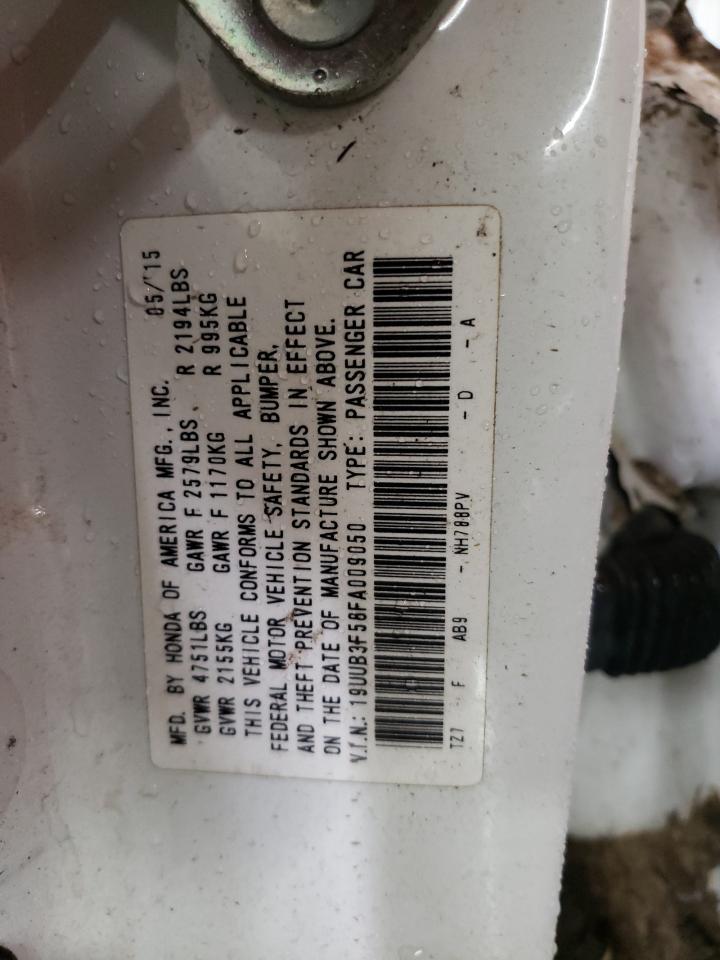 MFD. BY HONDA OF AMERICA MFG., INC. 05/'15
GVWR 4751LBS GAWR F 2579LBS R 2194LBS
GVWR 2155KG GAWR F 1170KG R 995KG
THIS VEHICLE CONFORMS TO ALL APPLICABLE
FEDERAL MOTOR VEHICLE SAFETY, BUMPER,
AND THEFT PREVENTION STANDARDS IN EFFECT
ON THE DATE OF MANUFACTURE SHOWN ABOVE.
V.I.N.: 19UUB3F58FA009050 TYPE: PASSENGER CAR
TZ7 F AB9 - NH788PV - D - A